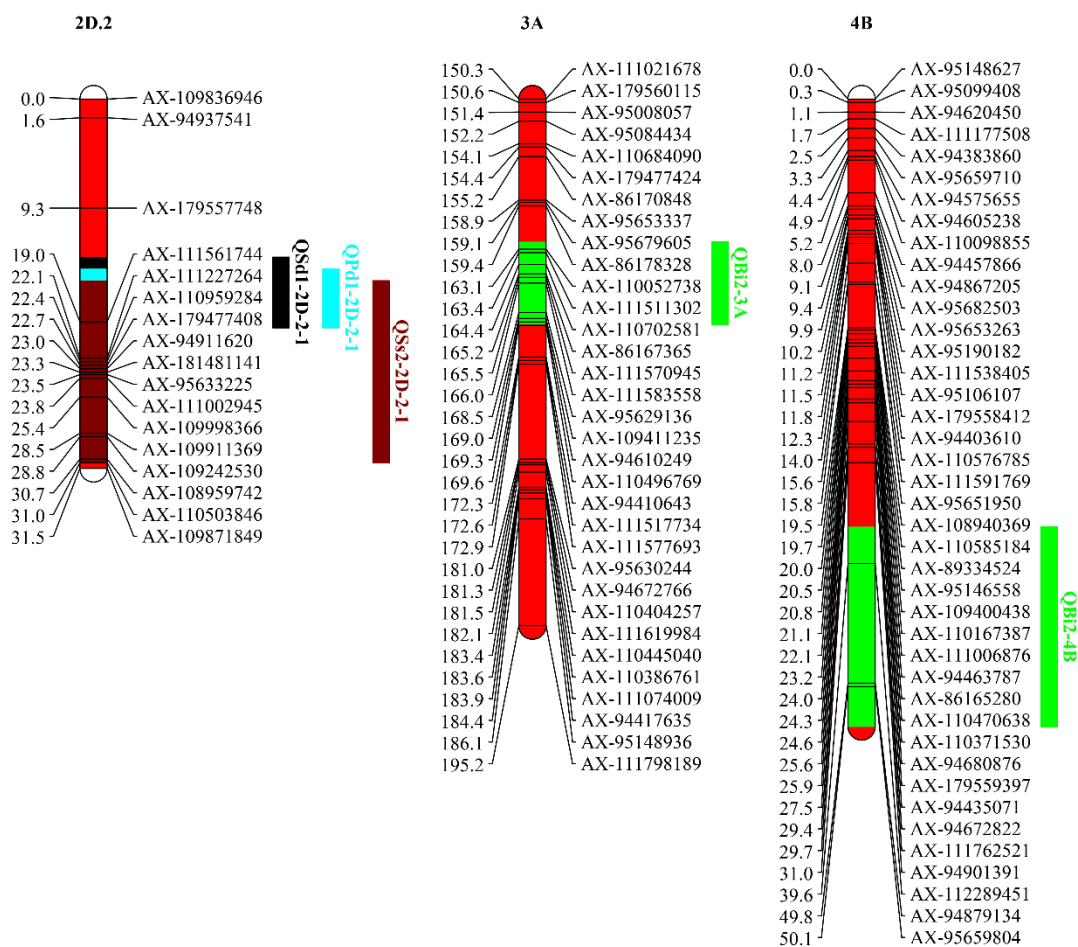 2D.2
0.0 AX-109836946
1.6 AX-94937541
9.3 AX-179557748
19.0 AX-111561744
22.1 AX-111227264
22.4 AX-110959284
22.7 AX-179477408
23.0 AX-94911620
23.3 AX-181481141
23.5 AX-95633225
23.8 AX-111002945
25.4 AX-109998366
28.5 AX-109911369
28.8 AX-109242530
30.7 AX-108959742
31.0 AX-110503846
31.5 AX-109871849
QSd1-2D-2-1
QPd1-2D-2-1
QSs2-2D-2-1
3A
150.3 AX-111021678
150.6 AX-179560115
151.4 AX-95008057
152.2 AX-95084434
154.1 AX-110684090
154.4 AX-179477424
155.2 AX-86170848
158.9 AX-95653337
159.1 AX-95679605
159.4 AX-86178328
163.1 AX-110052738
163.4 AX-111511302
164.4 AX-110702581
165.2 AX-86167365
165.5 AX-111570945
166.0 AX-111583558
168.5 AX-95629136
169.0 AX-109411235
169.3 AX-94610249
169.6 AX-110496769
172.3 AX-94410643
172.6 AX-111517734
172.9 AX-111577693
181.0 AX-95630244
181.3 AX-94672766
181.5 AX-110404257
182.1 AX-111619984
183.4 AX-110445040
183.6 AX-110386761
183.9 AX-111074009
184.4 AX-94417635
186.1 AX-95148936
195.2 AX-111798189
QBi2-3A
4B
0.0 AX-95148627
0.3 AX-95099408
1.1 AX-94620450
1.7 AX-111177508
2.5 AX-94383860
3.3 AX-95659710
4.4 AX-94575655
4.9 AX-94605238
5.2 AX-110098855
8.0 AX-94457866
9.1 AX-94867205
9.4 AX-95682503
9.9 AX-95653263
10.2 AX-95190182
11.2 AX-111538405
11.5 AX-95106107
11.8 AX-179558412
12.3 AX-94403610
14.0 AX-110576785
15.6 AX-111591769
15.8 AX-95651950
19.5 AX-108940369
19.7 AX-110585184
20.0 AX-89334524
20.5 AX-95146558
20.8 AX-109400438
21.1 AX-110167387
22.1 AX-111006876
23.2 AX-94463787
24.0 AX-86165280
24.3 AX-110470638
24.6 AX-110371530
25.6 AX-94680876
25.9 AX-179559397
27.5 AX-94435071
29.4 AX-94672822
29.7 AX-111762521
31.0 AX-94901391
39.6 AX-112289451
49.8 AX-94879134
50.1 AX-95659804
QBi2-4B